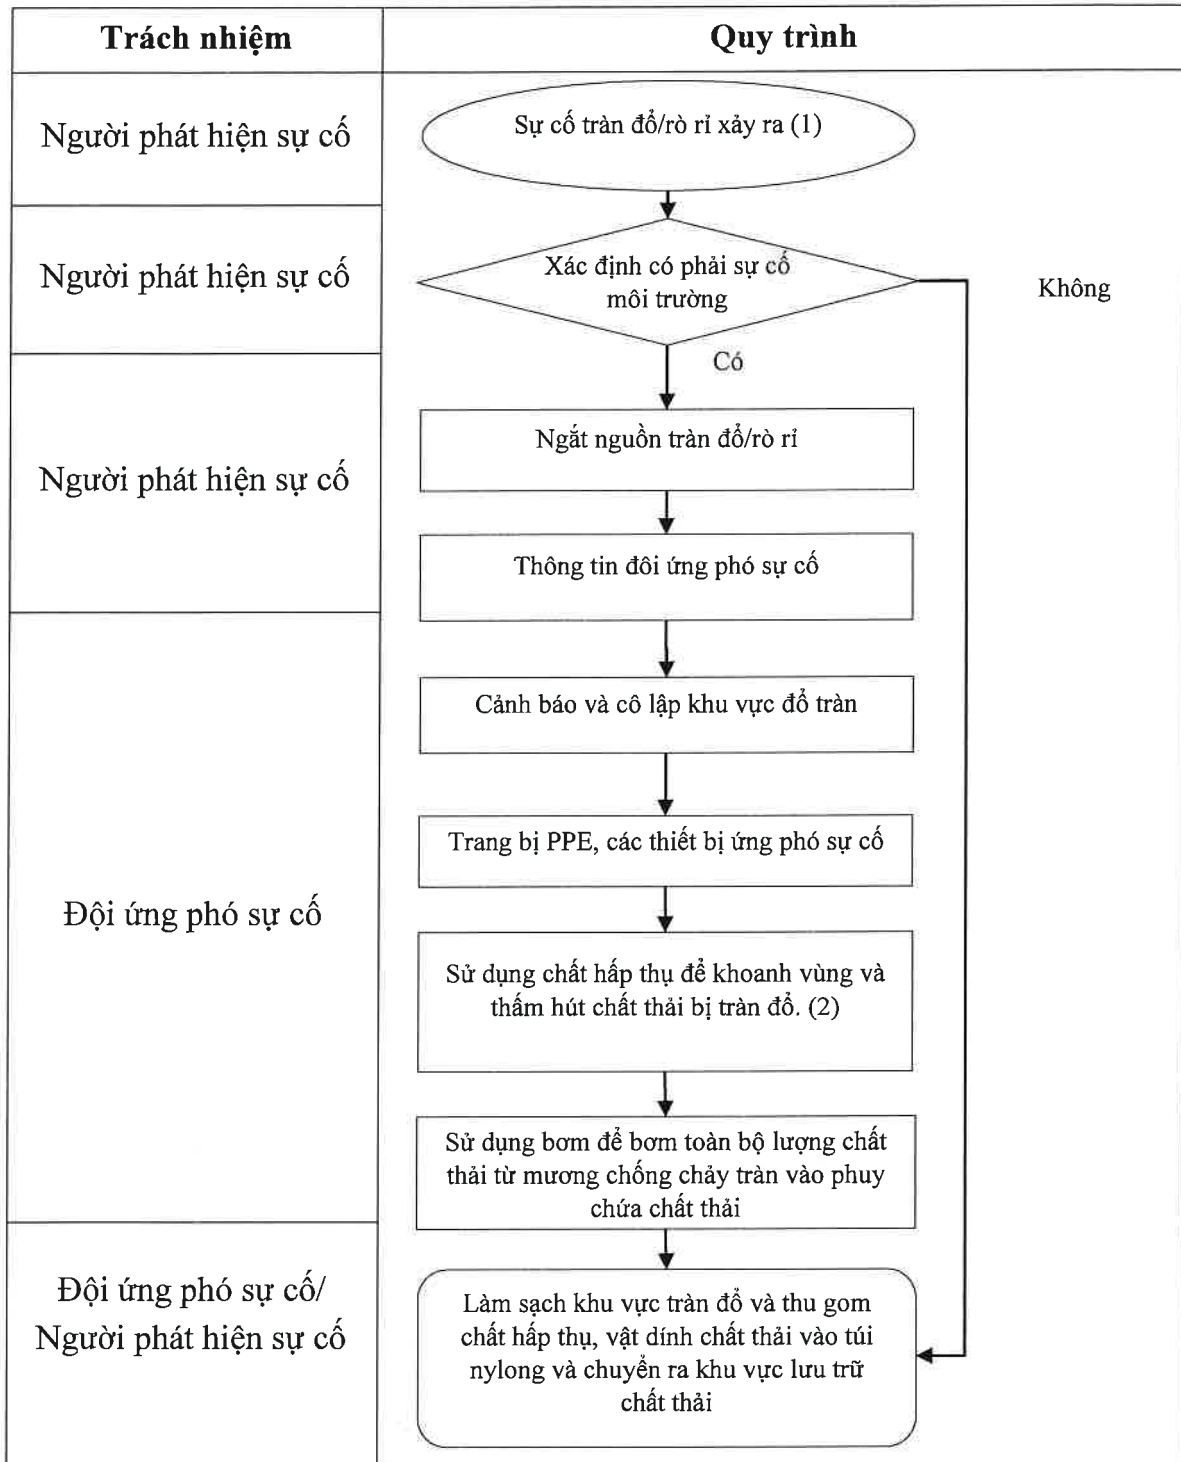 Trách nhiệm
Quy trình
Người phát hiện sự cố
Sự cố tràn đổ/rò rỉ xảy ra (1)
Người phát hiện sự cố
Xác định có phải sự cố
môi trường
Không
Có
Người phát hiện sự cố
Ngắt nguồn tràn đổ/rò rỉ
Thông tin đôi ứng phó sự cố
Đội ứng phó sự cố
Cảnh báo và cô lập khu vực đổ tràn
Trang bị PPE, các thiết bị ứng phó sự cố
Sử dụng chất hấp thụ để khoanh vùng và
thấm hút chất thải bị tràn đổ. (2)
Sử dụng bơm để bơm toàn bộ lượng chất
thải từ mương chống chảy tràn vào phuy
chứa chất thải
Đội ứng phó sự cố/
Người phát hiện sự cố
Làm sạch khu vực tràn đổ và thu gom
chất hấp thụ, vật dính chất thải vào túi
nylong và chuyển ra khu vực lưu trữ
chất thải